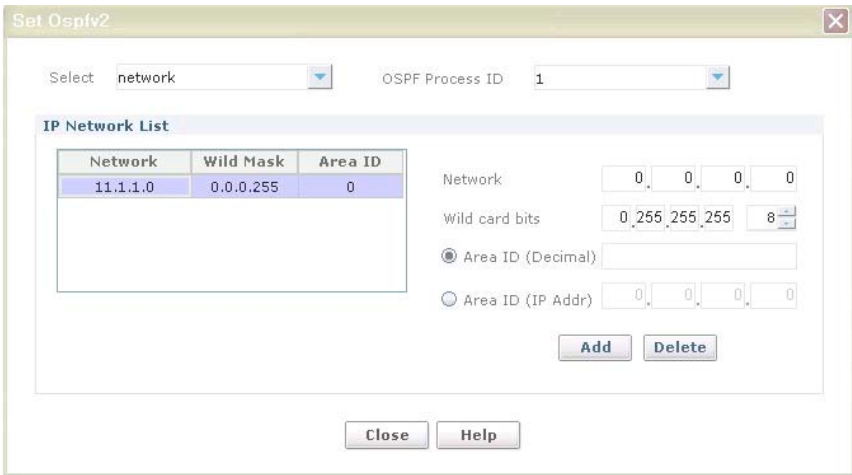 Set Ospfv2
Select network OSPF Process ID 1
IP Network List
Network Wild Mask Area ID
11.1.1.0 0.0.0.255 0
Network 0. 0. 0. 0
Wild card bits 0.255.255.255 8
Area ID (Decimal)
Area ID (IP Addr) 0. 0. 0. 0
Add Delete
Close Help